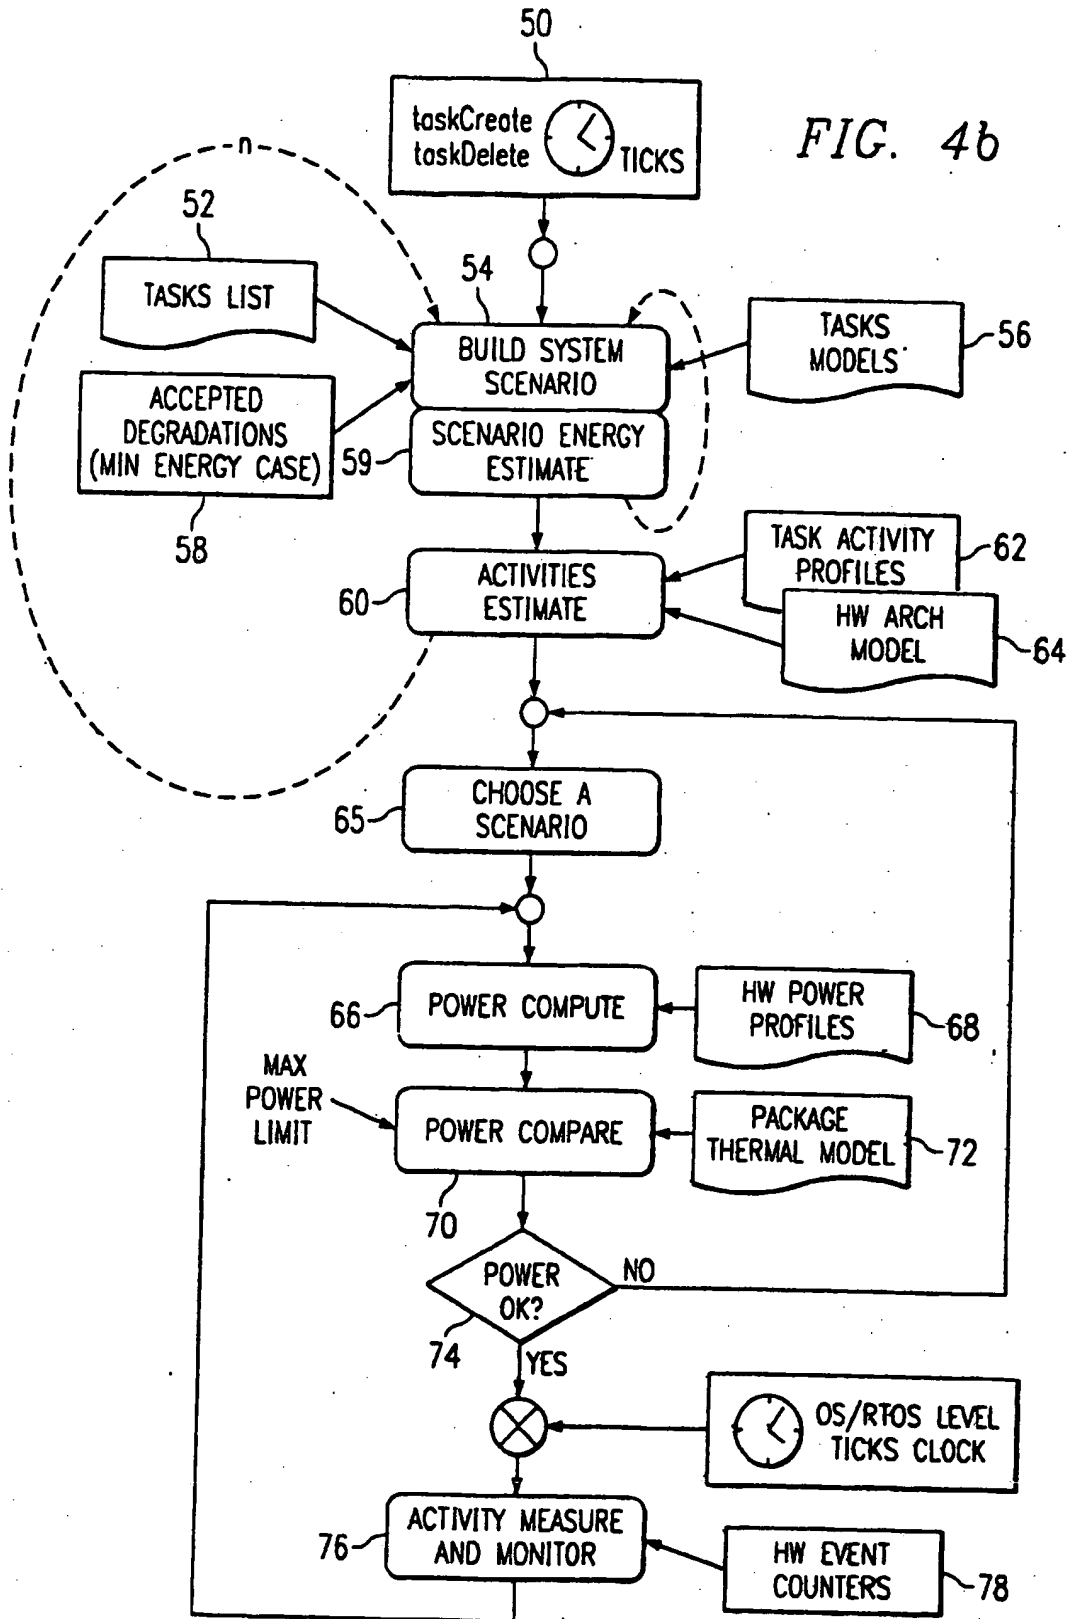 50
taskCreate
taskDelete
TICKS
FIG. 4b
n
52
TASKS LIST
54
BUILD SYSTEM
SCENARIO
TASKS
MODELS
56
ACCEPTED
DEGRADATIONS
(MIN ENERGY CASE)
58
59
SCENARIO ENERGY
ESTIMATE
60
ACTIVITIES
ESTIMATE
TASK ACTIVITY
PROFILES
62
HW ARCH
MODEL
64
65
CHOOSE A
SCENARIO
66
POWER COMPUTE
HW POWER
PROFILES
68
MAX
POWER
LIMIT
POWER COMPARE
70
PACKAGE
THERMAL MODEL
72
POWER
OK?
NO
74
YES
OS/RTOS LEVEL
TICKS CLOCK
76
ACTIVITY MEASURE
AND MONITOR
HW EVENT
COUNTERS
78